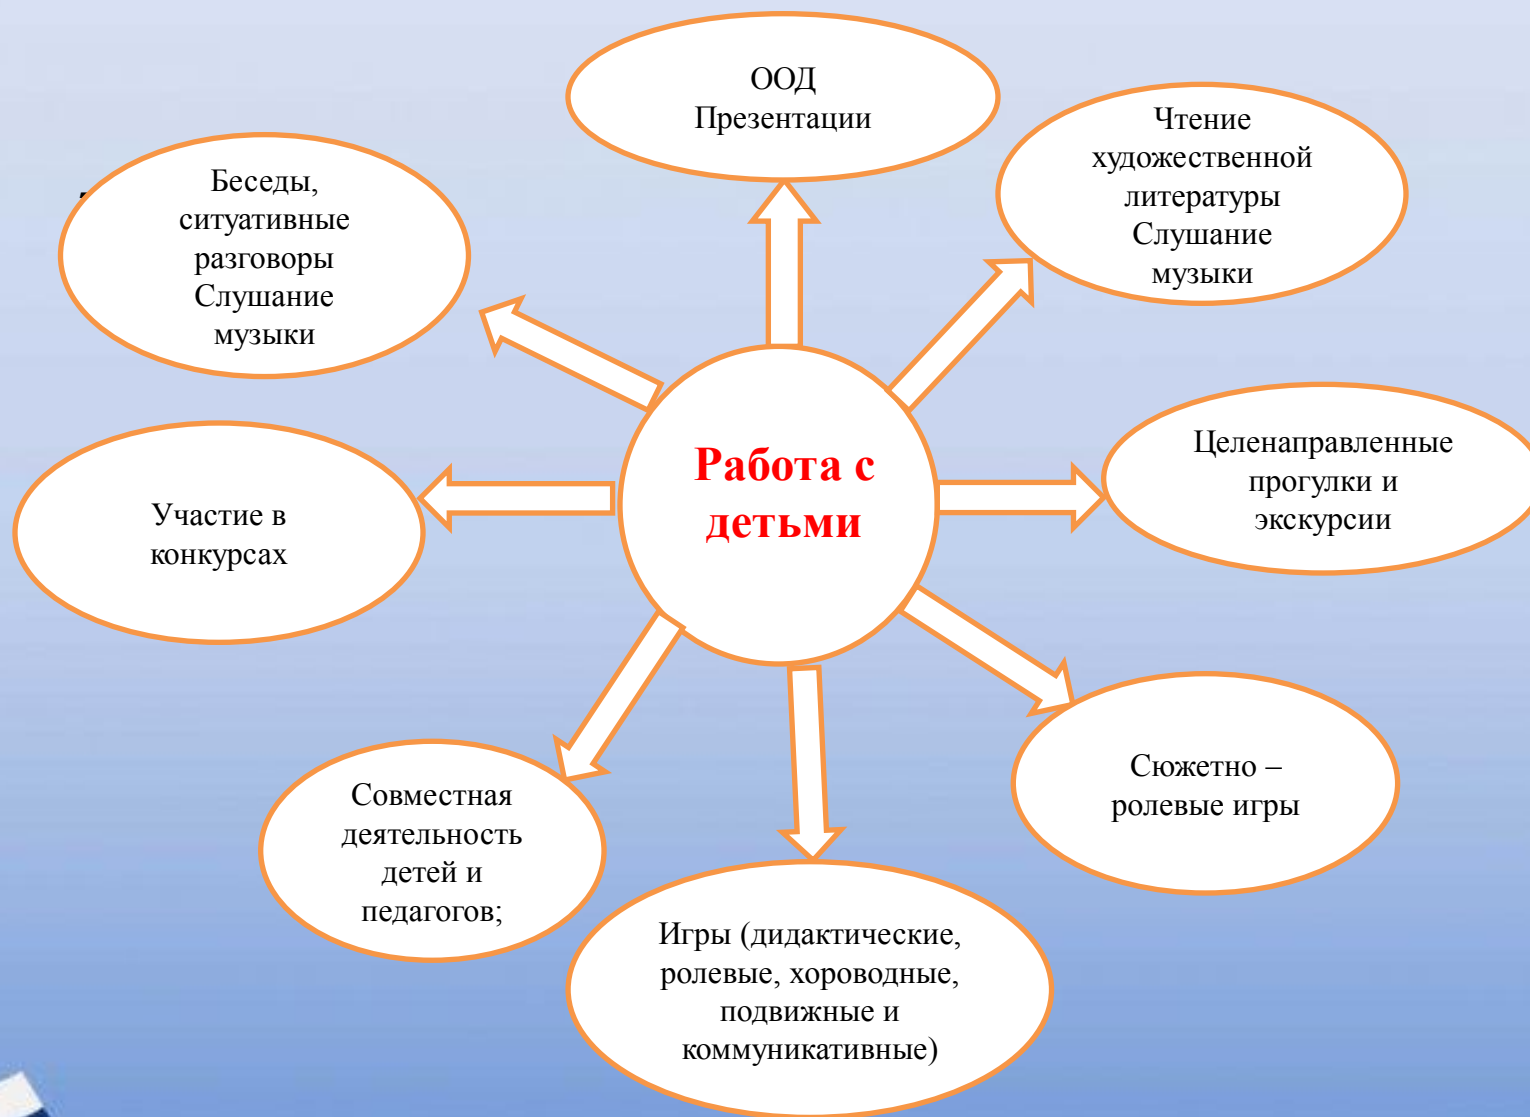 ООД
Презентации
Чтение
художественной
литературы
Слушание
музыки
Беседы,
ситуативные
разговоры
Слушание
музыки
Целенаправленные
прогулки и
экскурсии
Работа с
детьми
Участие в
конкурсах
Сюжетно –
ролевые игры
Совместная
деятельность
детей и
педагогов;
Игры (дидактические,
ролевые, хороводные,
подвижные и
коммуникативные)